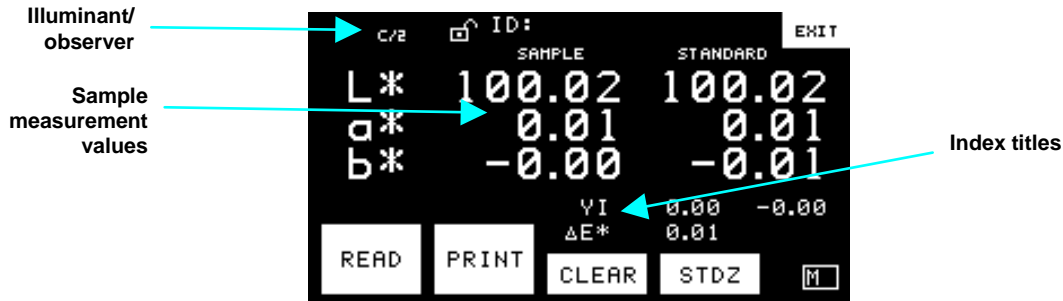 Illuminant/
observer
C/2 ID: EXIT
SAMPLE STANDARD
L* 100.02 100.02
Sample
measurement
values
a* 0.01 0.01
b* -0.00 -0.01
Index titles
YI 0.00 -0.00
ΔE* 0.01
READ PRINT CLEAR STDZ M